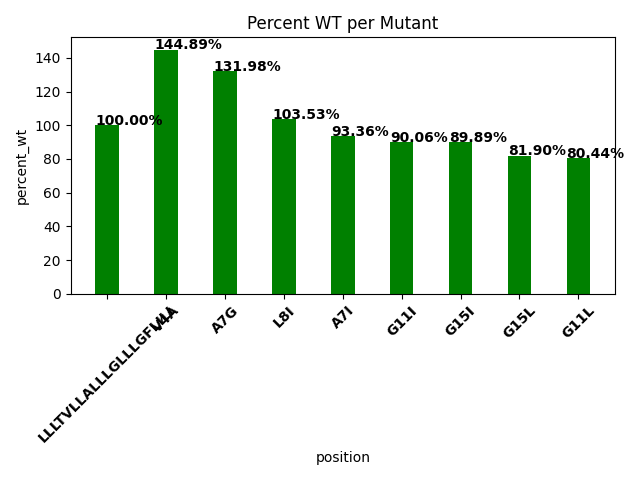 Percent WT per Mutant
percent_wt
140
120
100
80
60
40
20
0
100.00%
144.89%
131.98%
103.53%
93.36%
90.06%
89.89%
81.90%
80.44%
V4A
A7G
L8I
A7I
G11I
G15I
G15L
G11L
position